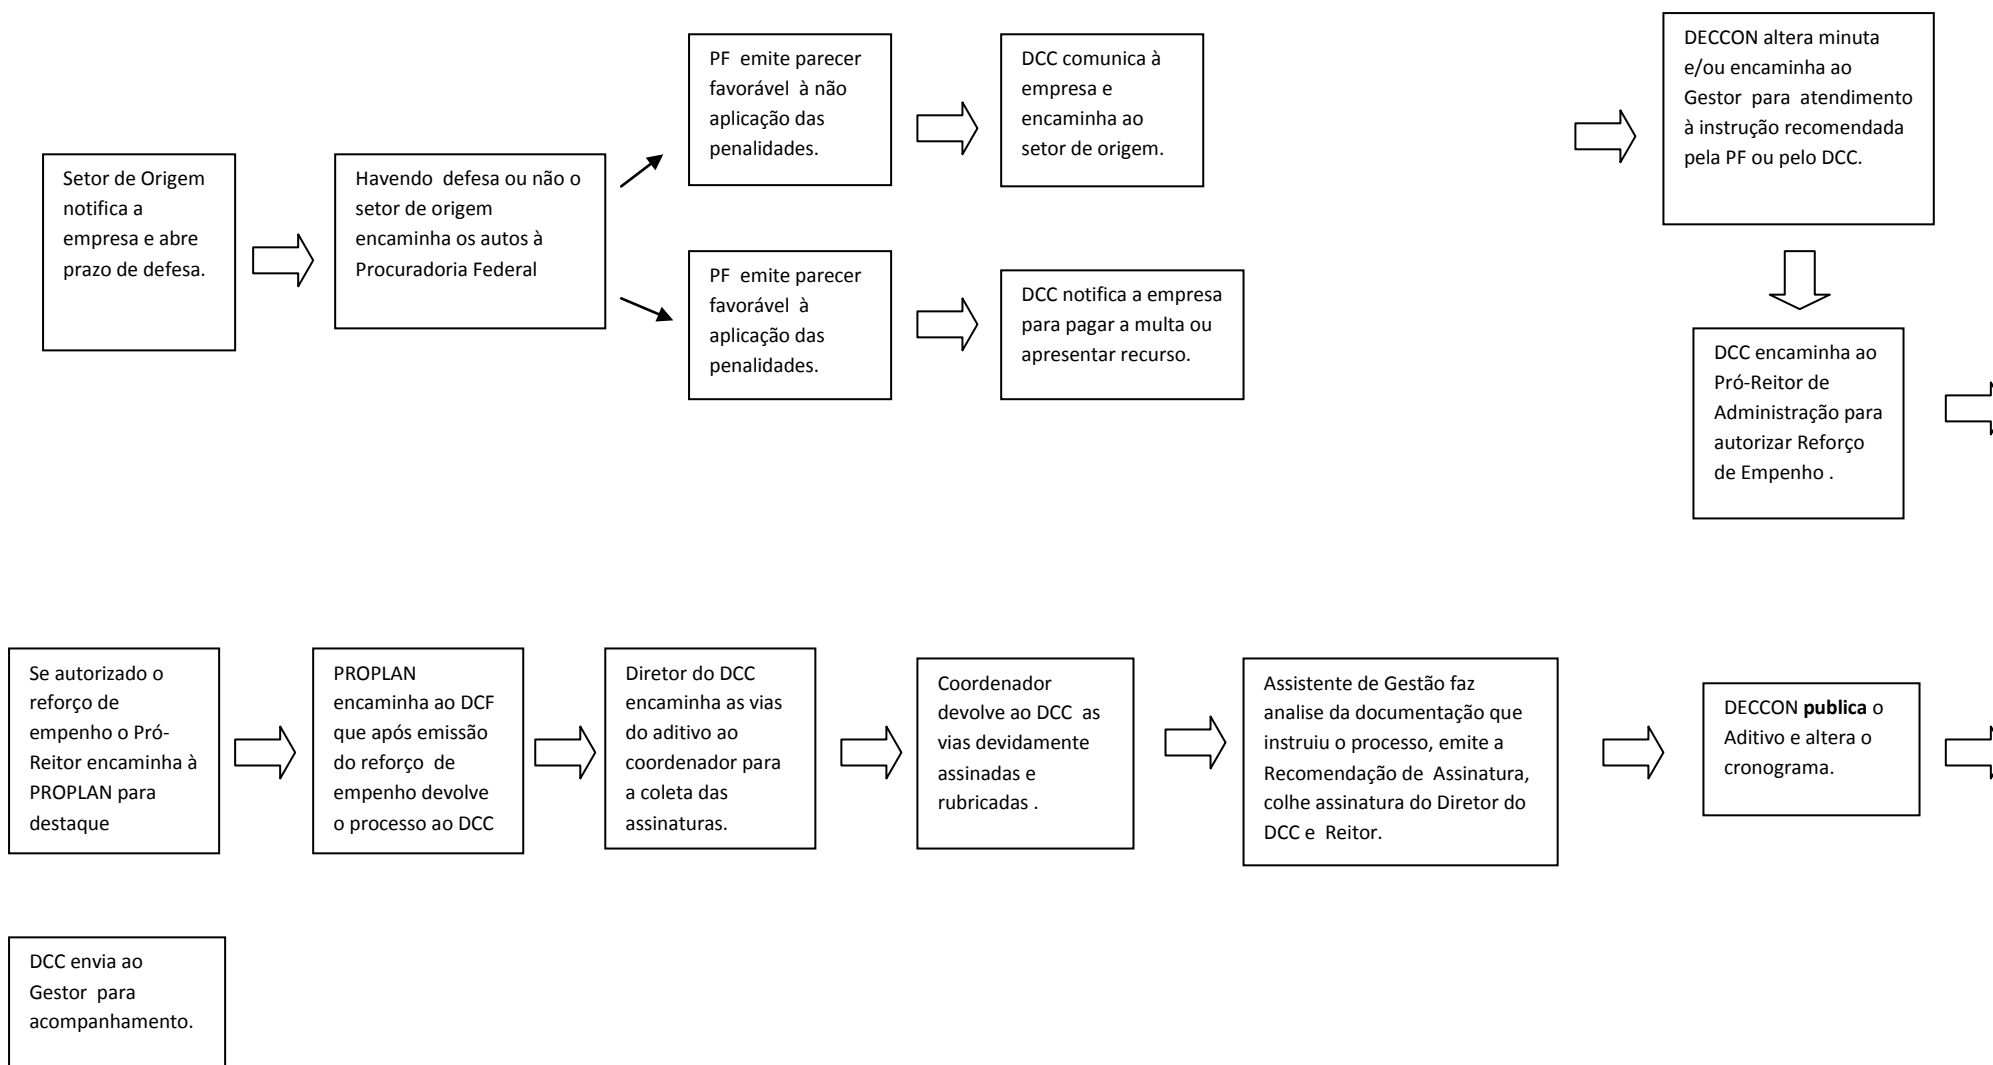 Setor de Origem
notifica a
empresa e abre
prazo de defesa.
Havendo defesa ou não o
setor de origem
encaminha os autos à
Procuradoria Federal
PF emite parecer
favorável à não
aplicação das
penalidades.
DCC comunica à
empresa e
encaminha ao
setor de origem.
PF emite parecer
favorável à
aplicação das
penalidades.
DCC notifica a empresa
para pagar a multa ou
apresentar recurso.
DECCON altera minuta
e/ou encaminha ao
Gestor para atendimento
à instrução recomendada
pela PF ou pelo DCC.
DCC encaminha ao
Pró-Reitor de
Administração para
autorizar Reforço
de Empenho .
Se autorizado o
reforço de
empenho o Pró-
Reitor encaminha à
PROPLAN para
destaque
PROPLAN
encaminha ao DCF
que após emissão
do reforço de
empenho devolve
o processo ao DCC
Diretor do DCC
encaminha as vias
do aditivo ao
coordenador para
a coleta das
assinaturas.
Coordenador
devolve ao DCC as
vias devidamente
assinadas e
rubricadas .
Assistente de Gestão faz
analise da documentação que
instruiu o processo, emite a
Recomendação de Assinatura,
colhe assinatura do Diretor do
DCC e Reitor.
DECCON publica o
Aditivo e altera o
cronograma.
DCC envia ao
Gestor para
acompanhamento.